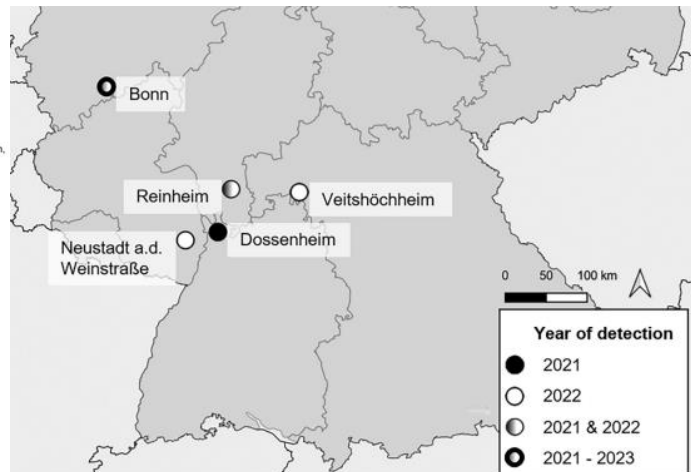 Bonn
Reinheim
Veitshöchheim
Neustadt a.d.
Weinstraße
Dossenheim
0 50 100 km
Year of detection
2021
2022
2021 & 2022
2021 - 2023